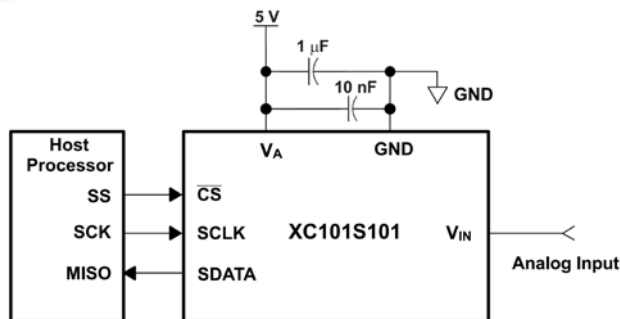 5 V
1 μF
10 nF
GND
Host
Processor
VA
GND
SS
CS
SCK
SCLK
XC101S101
VIN
Analog Input
MISO
SDATA